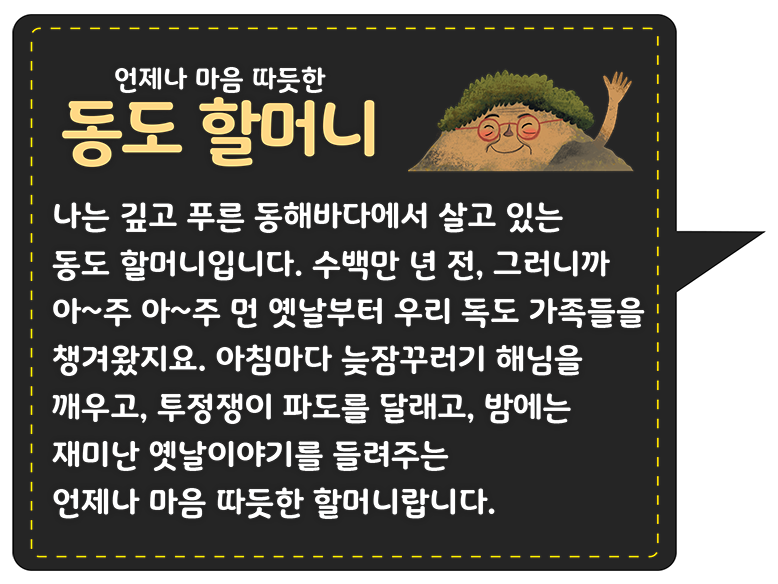 언제나 마음 따듯한
동도 할머니
나는 깊고 푸른 동해바다에서 살고 있는
동도 할머니입니다. 수백만 년 전, 그러니까
아~주 아~주 먼 옛날부터 우리 독도 가족들을
챙겨왔지요. 아침마다 늦잠꾸러기 해님을
깨우고, 투정쟁이 파도를 달래고, 밤에는
재미난 옛날이야기를 들려주는
언제나 마음 따듯한 할머니랍니다.